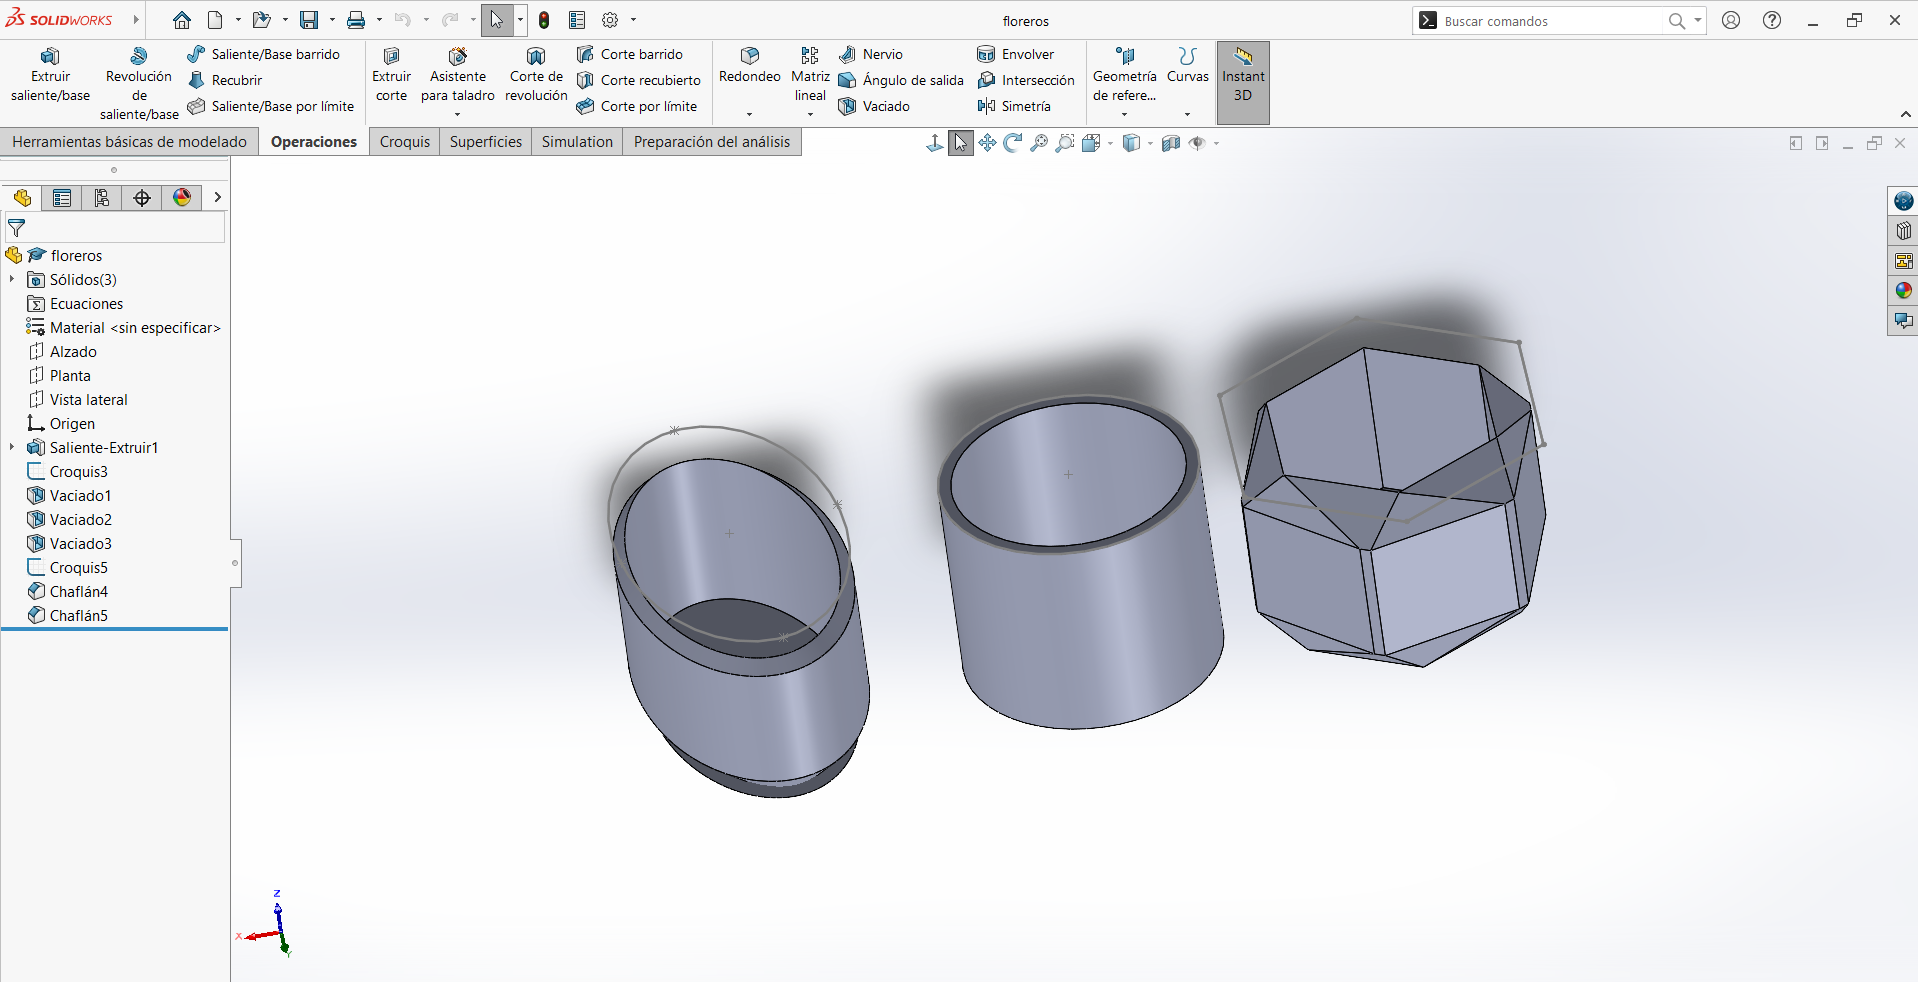 SOLIDWORKS
floreros
Buscar comandos
Extruir
saliente/base
Revolución
de
saliente/base
Saliente/Base barrido
Recubrir
Saliente/Base por límite
Extruir
corte
Asistente
para taladro
Corte de
revolución
Corte barrido
Corte recubierto
Corte por límite
Redondeo
Matriz
lineal
Nervio
Ángulo de salida
Vaciado
Envolver
Intersección
Simetría
Geometría
de refere...
Curvas
Instant
3D
Herramientas básicas de modelado
Operaciones
Croquis
Superficies
Simulation
Preparación del análisis
floreros
Sólidos(3)
Ecuaciones
Material <sin especificar>
Alzado
Planta
Vista lateral
Origen
Saliente-Extruir1
Croquis3
Vaciado1
Vaciado2
Vaciado3
Croquis5
Chaflán4
Chaflán5
Z
X
Y